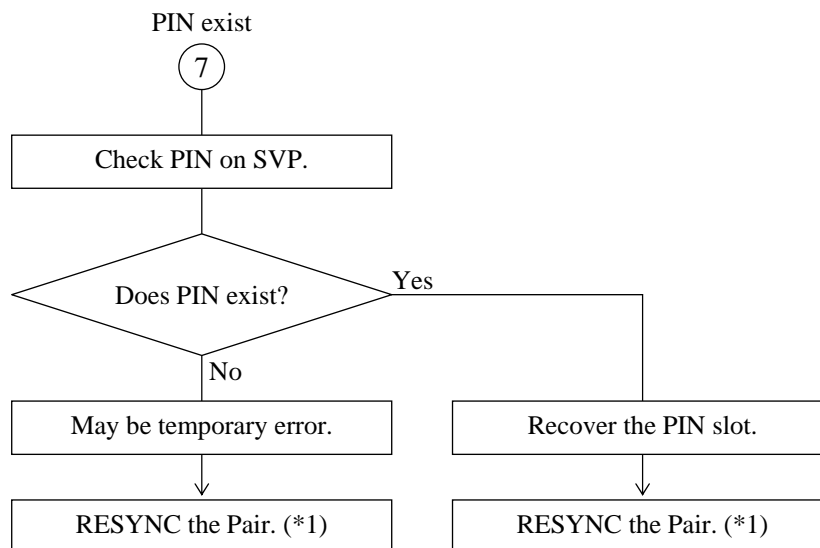 PIN exist
7
Check PIN on SVP.
Does PIN exist?
Yes
No
May be temporary error.
Recover the PIN slot.
RESYNC the Pair. (*1)
RESYNC the Pair. (*1)